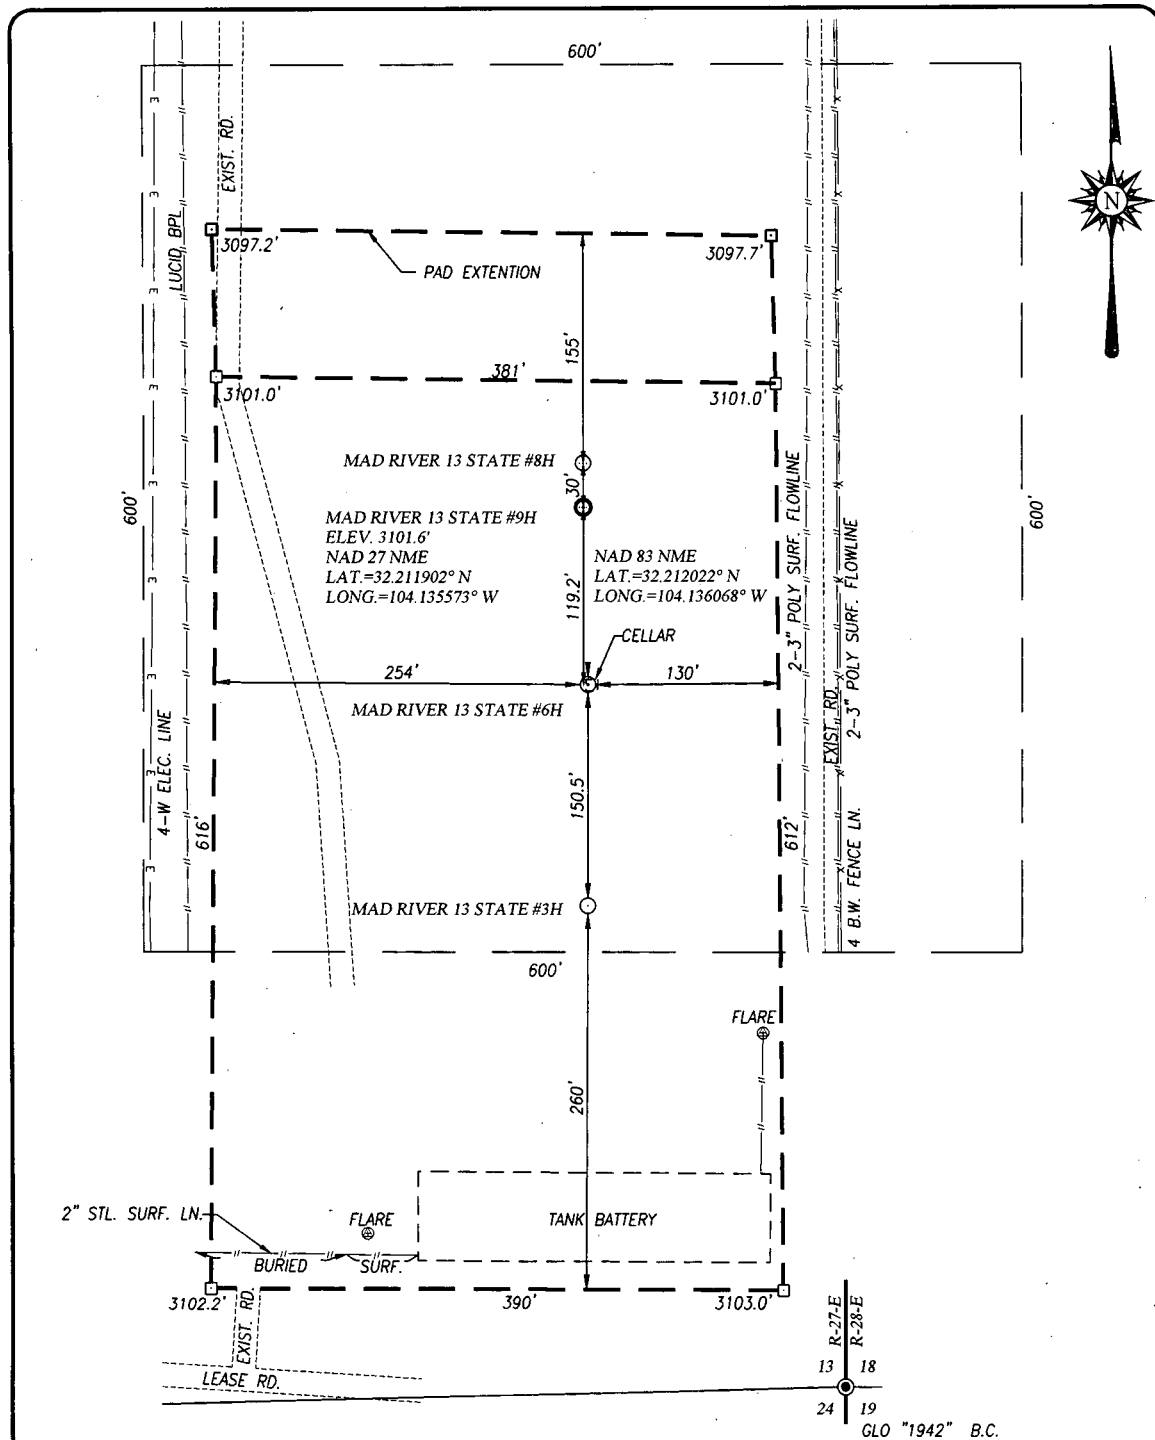 600'
EXIST. RD.
LUCID BPL
N
3097.2'
3097.7'
PAD EXTENTION
155'
381'
3101.0'
3101.0'
MAD RIVER 13 STATE #8H
30'
600'
600'
MAD RIVER 13 STATE #9H
ELEV. 3101.6'
NAD 27 NME
LAT.=32.211902° N
LONG.=104.135573° W
NAD 83 NME
LAT.=32.212022° N
LONG.=104.136068° W
119.2'
2-3" POLY SURF. FLOWLINE
2-3" POLY SURF. FLOWLINE
CELLAR
254'
130'
MAD RIVER 13 STATE #6H
EXIST. RD.
4-W ELEC. LINE
616'
150.5'
612'
4 B.W. FENCE LN.
MAD RIVER 13 STATE #3H
600'
FLARE
260'
2" STL. SURF. LN.
FLARE
TANK BATTERY
BURIED
SURF.
3102.2'
390'
3103.0'
EXIST. RD.
LEASE RD.
R-27-E
R-28-E
13
18
24
19
GLO "1942" B.C.